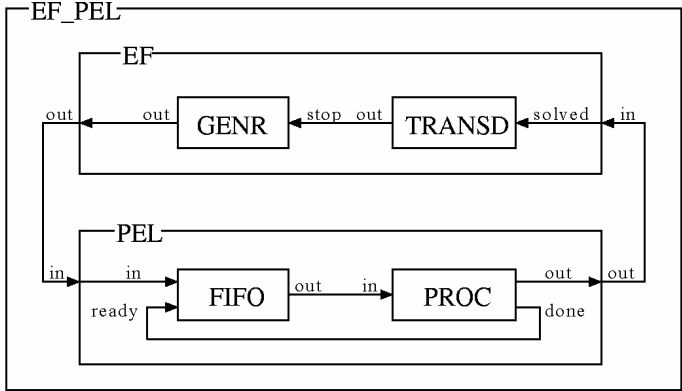 EF_PEL
EF
out out stop out solved in
GENR TRANSD
PEL
in in out in out out
FIFO PROC
ready done